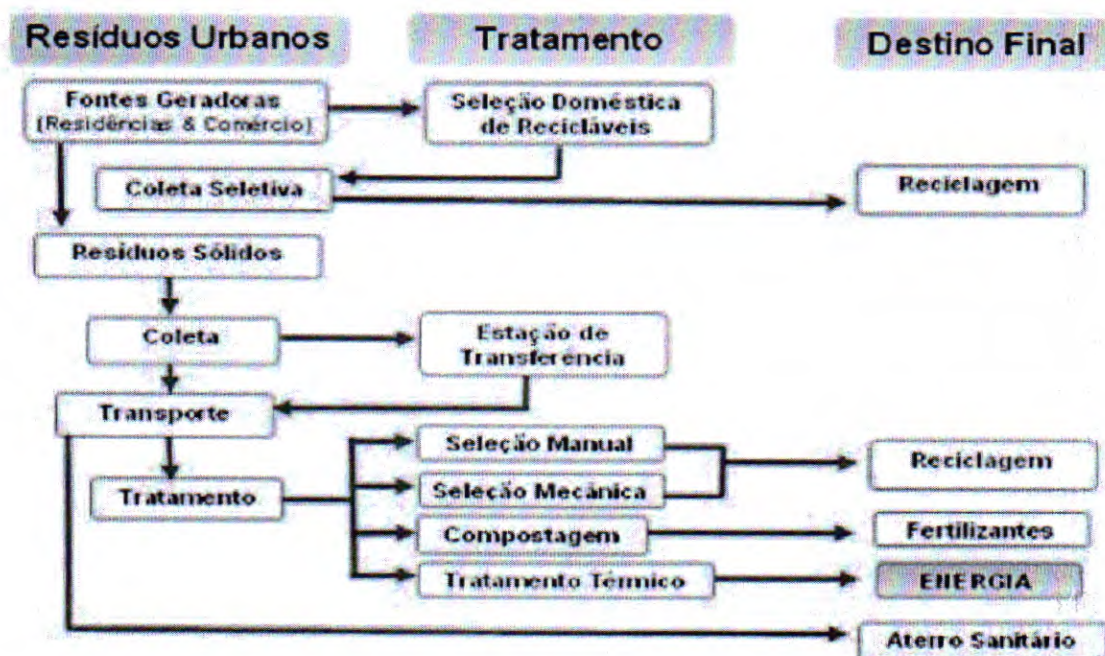 Resíduos Urbanos
Tratamento
Destino Final
Fontes Geradoras
(Residências & Comércio)
Seleção Doméstica
de Recicláveis
Coleta Seletiva
Reciclagem
Resíduos Sólidos
Coleta
Estação de
Transferência
Transporte
Seleção Manual
Reciclagem
Tratamento
Seleção Mecânica
Compostagem
Fertilizantes
Tratamento Térmico
ENERGIA
Aterro Sanitário